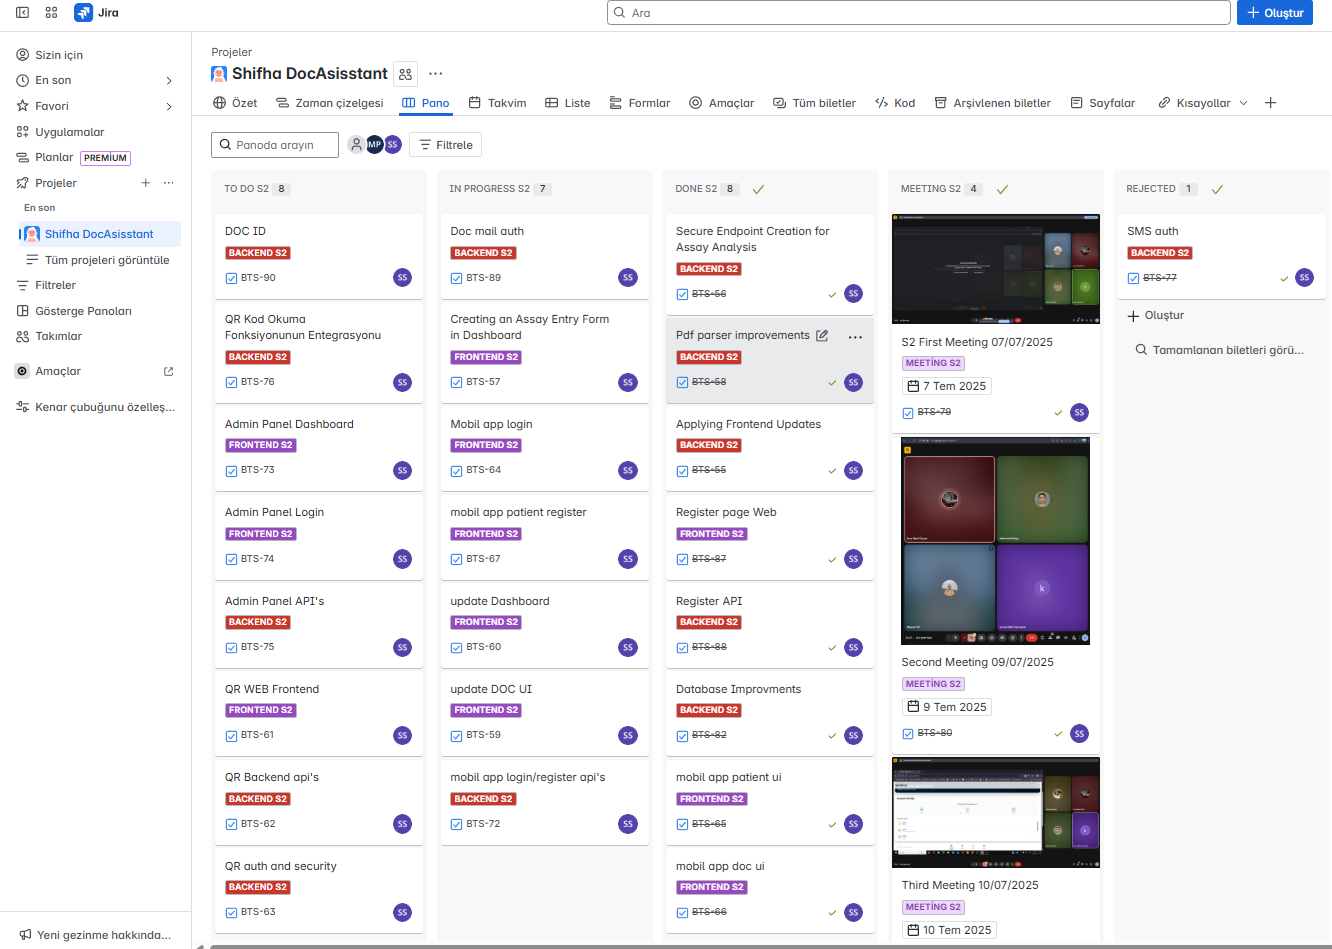 Jira
Ara
Oluştur
Sizin için
En son
Favori
Uygulamalar
Planlar PREMİUM
Projeler
En son
Shifha DocAsisstant
Tüm projeleri görüntüle
Filtreler
Gösterge Panoları
Takımlar
Amaçlar
Kenar çubuğunu özelleş...
Yeni gezinme hakkında...
Projeler
Shifha DocAsisstant
Özet
Zaman çizelgesi
Pano
Takvim
Liste
Formlar
Amaçlar
Tüm biletler
Kod
Arşivlenen biletler
Sayfalar
Kısayollar
Panoda arayın
MP
SS
Filtrele
TO DO S2 8
DOC ID
BACKEND S2
BTS-90 SS
QR Kod Okuma
Fonksiyonunun Entegrasyonu
BACKEND S2
BTS-76 SS
Admin Panel Dashboard
FRONTEND S2
BTS-73 SS
Admin Panel Login
FRONTEND S2
BTS-74 SS
Admin Panel API's
BACKEND S2
BTS-75 SS
QR WEB Frontend
FRONTEND S2
BTS-61 SS
QR Backend api's
BACKEND S2
BTS-62 SS
QR auth and security
BACKEND S2
BTS-63 SS
IN PROGRESS S2 7
Doc mail auth
BACKEND S2
BTS-89 SS
Creating an Assay Entry Form
in Dashboard
FRONTEND S2
BTS-57 SS
Mobil app login
FRONTEND S2
BTS-64 SS
mobil app patient register
FRONTEND S2
BTS-67 SS
update Dashboard
FRONTEND S2
BTS-60 SS
update DOC UI
FRONTEND S2
BTS-59 SS
mobil app login/register api's
BACKEND S2
BTS-72 SS
DONE S2 8
Secure Endpoint Creation for
Assay Analysis
BACKEND S2
BTS-56 SS
Pdf parser improvements
BACKEND S2
BTS-58 SS
Applying Frontend Updates
BACKEND S2
BTS-55 SS
Register page Web
FRONTEND S2
BTS-87 SS
Register API
BACKEND S2
BTS-88 SS
Database Improvments
BACKEND S2
BTS-82 SS
mobil app patient ui
FRONTEND S2
BTS-65 SS
mobil app doc ui
FRONTEND S2
BTS-66 SS
MEETING S2 4
S2 First Meeting 07/07/2025
MEETİNG S2
7 Tem 2025
BTS-79 SS
k
Second Meeting 09/07/2025
MEETİNG S2
9 Tem 2025
BTS-80 SS
Third Meeting 10/07/2025
MEETİNG S2
10 Tem 2025
REJECTED 1
SMS auth
BACKEND S2
BTS-77 SS
Oluştur
Tamamlanan biletleri görü...